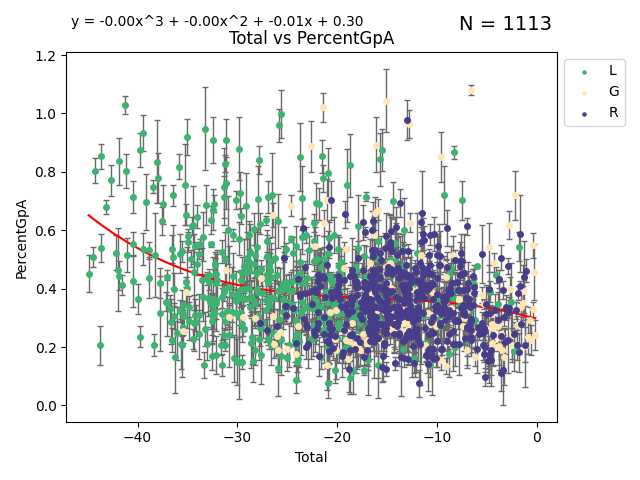 y = -0.00x^3 + -0.00x^2 + -0.01x + 0.30
N = 1113
Total vs PercentGpA
1.2
1.0
0.8
0.6
0.4
0.2
0.0
PercentGpA
−40
−30
−20
−10
0
Total
L
G
R